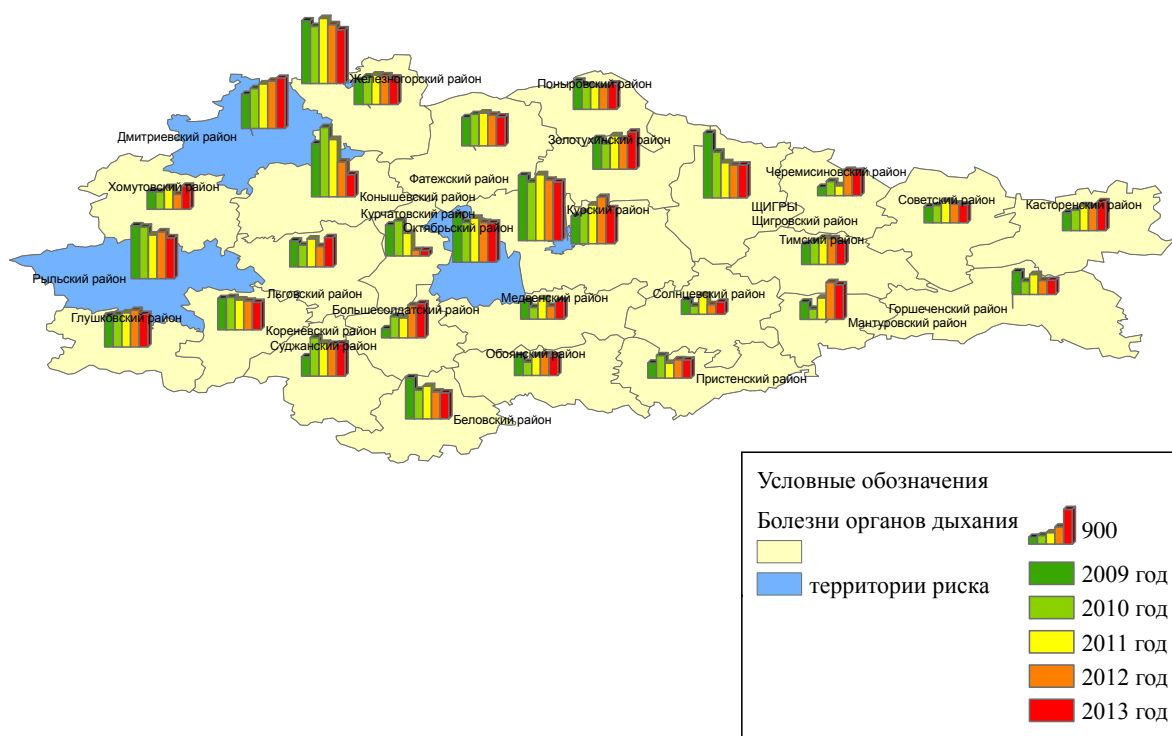 Железногорский район
Поныровский район
Дмитриевский район
Золотухинский район
Фатежский район
Черемисиновский район
Хомутовский район
Конышевский район
Советский район
Касторенский район
ЩИГРЫ
Курчатовский район
Курский район
Щигровский район
Октябрьский район
Тимский район
Рыльский район
Льговский район
Медвенский район
Солнцевский район
Горшеченский район
Глушковский район
Большесолдатский район
Мантуровский район
Кореневский район
Суджанский район
Обоянский район
Пристенский район
Беловский район
Условные обозначения
Болезни органов дыхания
территории риска
900
2009 год
2010 год
2011 год
2012 год
2013 год